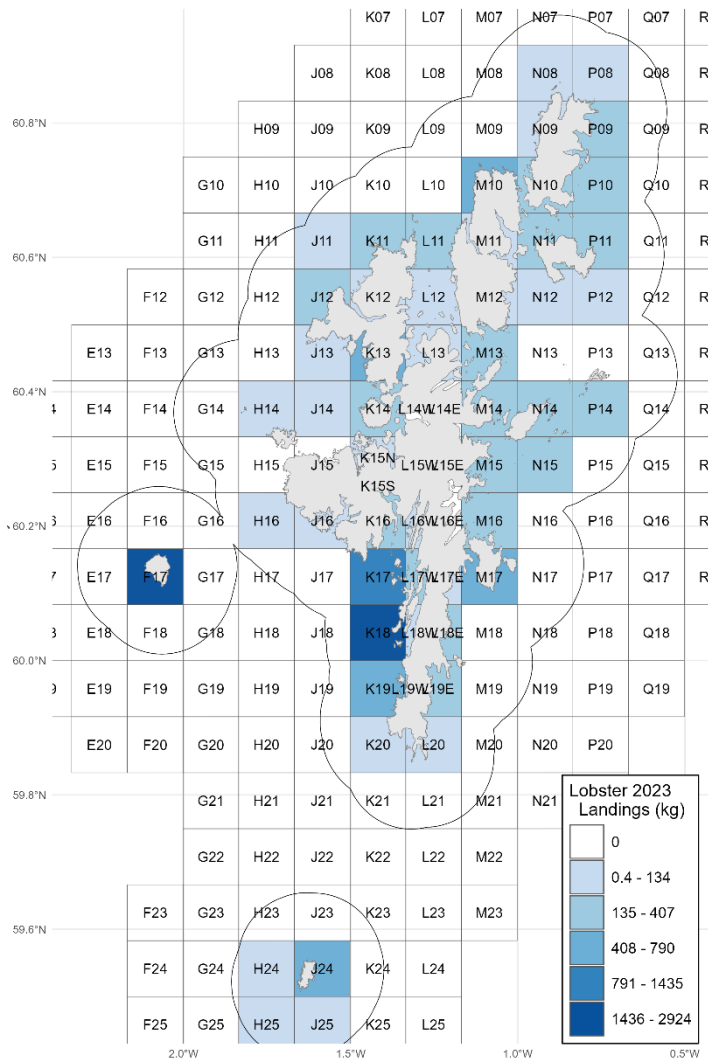 K07 L07 M07 N07 P07 Q07 R
J08 K08 L08 M08 N08 P08 Q08 R
60.8°N
H09 J09 K09 L09 M09 N09 P09 Q09 R
G10 H10 J10 K10 L10 M10 N10 P10 Q10 R
60.6°N
G11 H11 J11 K11 L11 M11 N11 P11 Q11 R
F12 G12 H12 J12 K12 L12 M12 N12 P12 Q12 R
E13 F13 G13 H13 J13 K13 L13 M13 N13 P13 Q13 R
60.4°N
4 E14 F14 G14 H14 J14 K14 L14W L14E M14 N14 P14 Q14 R
K15N
5 E15 F15 G15 H15 J15 L15W L15E M15 N15 P15 Q15 R
K15S
60.2°N
6 E16 F16 G16 H16 J16 K16 L16W L16E M16 N16 P16 Q16 R
7 E17 F17 G17 H17 J17 K17 L17W L17E M17 N17 P17 Q17 R
60.0°N
8 E18 F18 G18 H18 J18 K18 L18W L18E M18 N18 P18 Q18
9 E19 F19 G19 H19 J19 K19 L19W L19E M19 N19 P19 Q19
E20 F20 G20 H20 J20 K20 L20 M20 N20 P20
59.8°N
G21 H21 J21 K21 L21 M21 N21
G22 H22 J22 K22 L22 M22
59.6°N
F23 G23 H23 J23 K23 L23 M23
F24 G24 H24 J24 K24 L24
F25 G25 H25 J25 K25 L25
2.0°W 1.5°W 1.0°W 0.5°W
Lobster 2023
Landings (kg)
0
0.4 - 134
135 - 407
408 - 790
791 - 1435
1436 - 2924